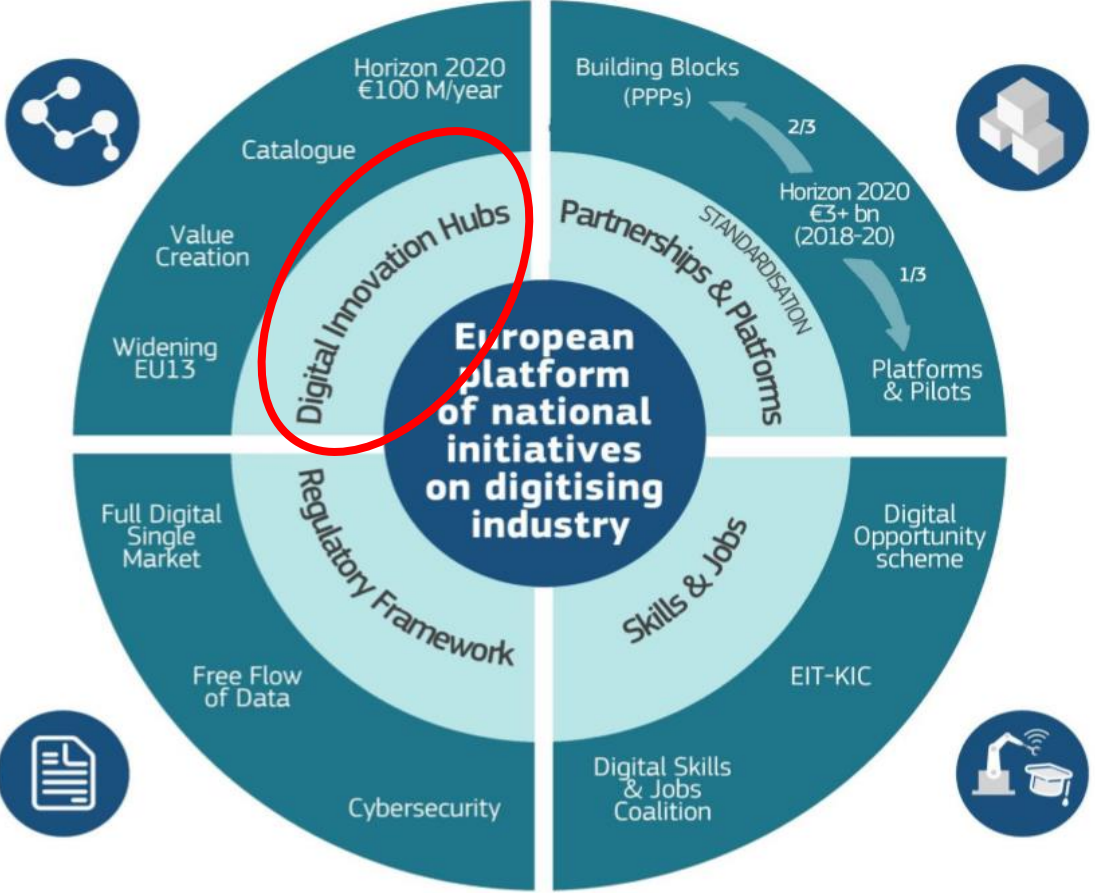 Horizon 2020
€100 M/year
Catalogue
Value
Creation
Widening
EU13
Digital Innovation Hubs
Building Blocks
(PPPs)
2/3
Horizon 2020
€3+ bn
(2018-20)
1/3
Platforms
& Pilots
STANDARDISATION
Partnerships & Platforms
European
platform
of national
initiatives
on digitising
industry
Regulatory Framework
Full Digital
Single
Market
Free Flow
of Data
Cybersecurity
Skills & Jobs
Digital
Opportunity
scheme
EIT-KIC
Digital Skills
& Jobs
Coalition